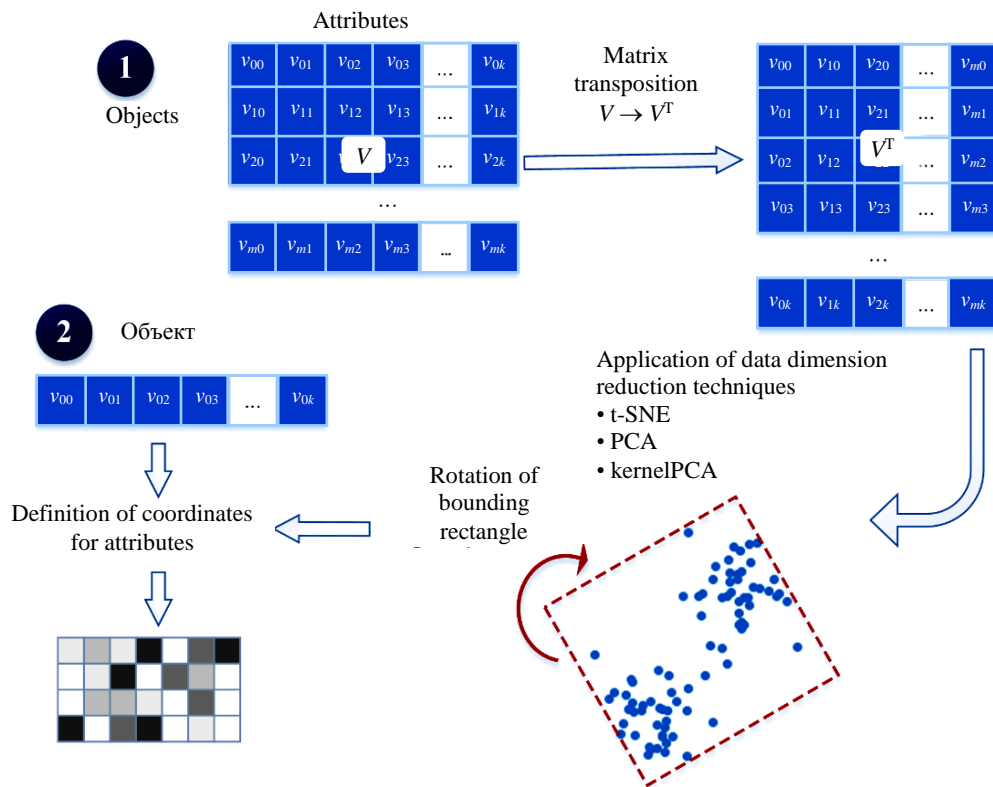 Attributes
1
Objects
v00 v01 v02 v03 ... v0k
v10 v11 v12 v13 ... v1k
v20 v21 V v23 ... v2k
...
vm0 vm1 vm2 vm3 ... vmk
Matrix
transposition
V → V^T
v00 v10 v20 ... vm0
v01 v11 v21 ... vm1
v02 v12 V^T ... vm2
v03 v13 v23 ... vm3
...
v0k v1k v2k ... vmk
2
Объект
v00 v01 v02 v03 ... v0k
Application of data dimension
reduction techniques
• t-SNE
• PCA
• kernelPCA
Rotation of
bounding
rectangle
Definition of coordinates
for attributes